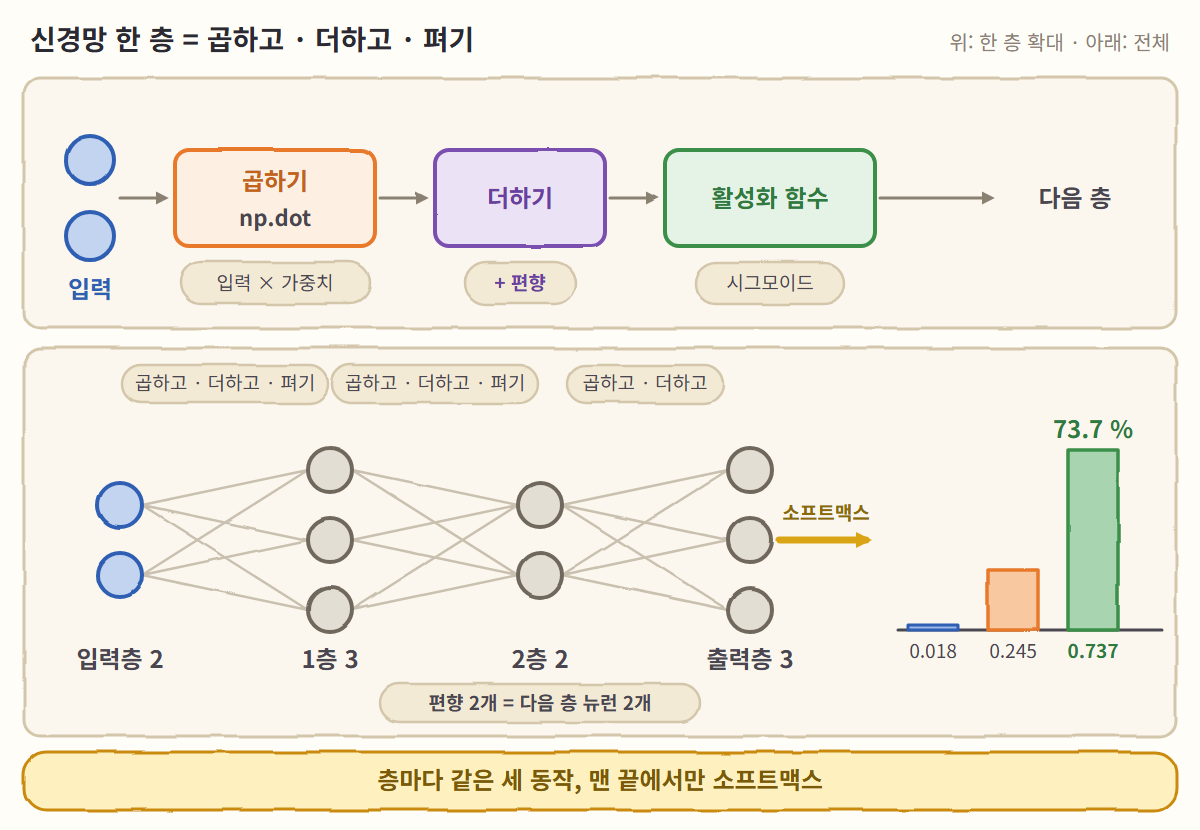 신경망 한 층 = 곱하고 · 더하고 · 펴기
위: 한 층 확대 · 아래: 전체
입력
곱하기
np.dot
입력 × 가중치
더하기
+ 편향
활성화 함수
시그모이드
다음 층
곱하고 · 더하고 · 펴기
곱하고 · 더하고 · 펴기
곱하고 · 더하고
73.7 %
소프트맥스
0.018
0.245
0.737
입력층 2
1층 3
2층 2
출력층 3
편향 2개 = 다음 층 뉴런 2개
층마다 같은 세 동작, 맨 끝에서만 소프트맥스